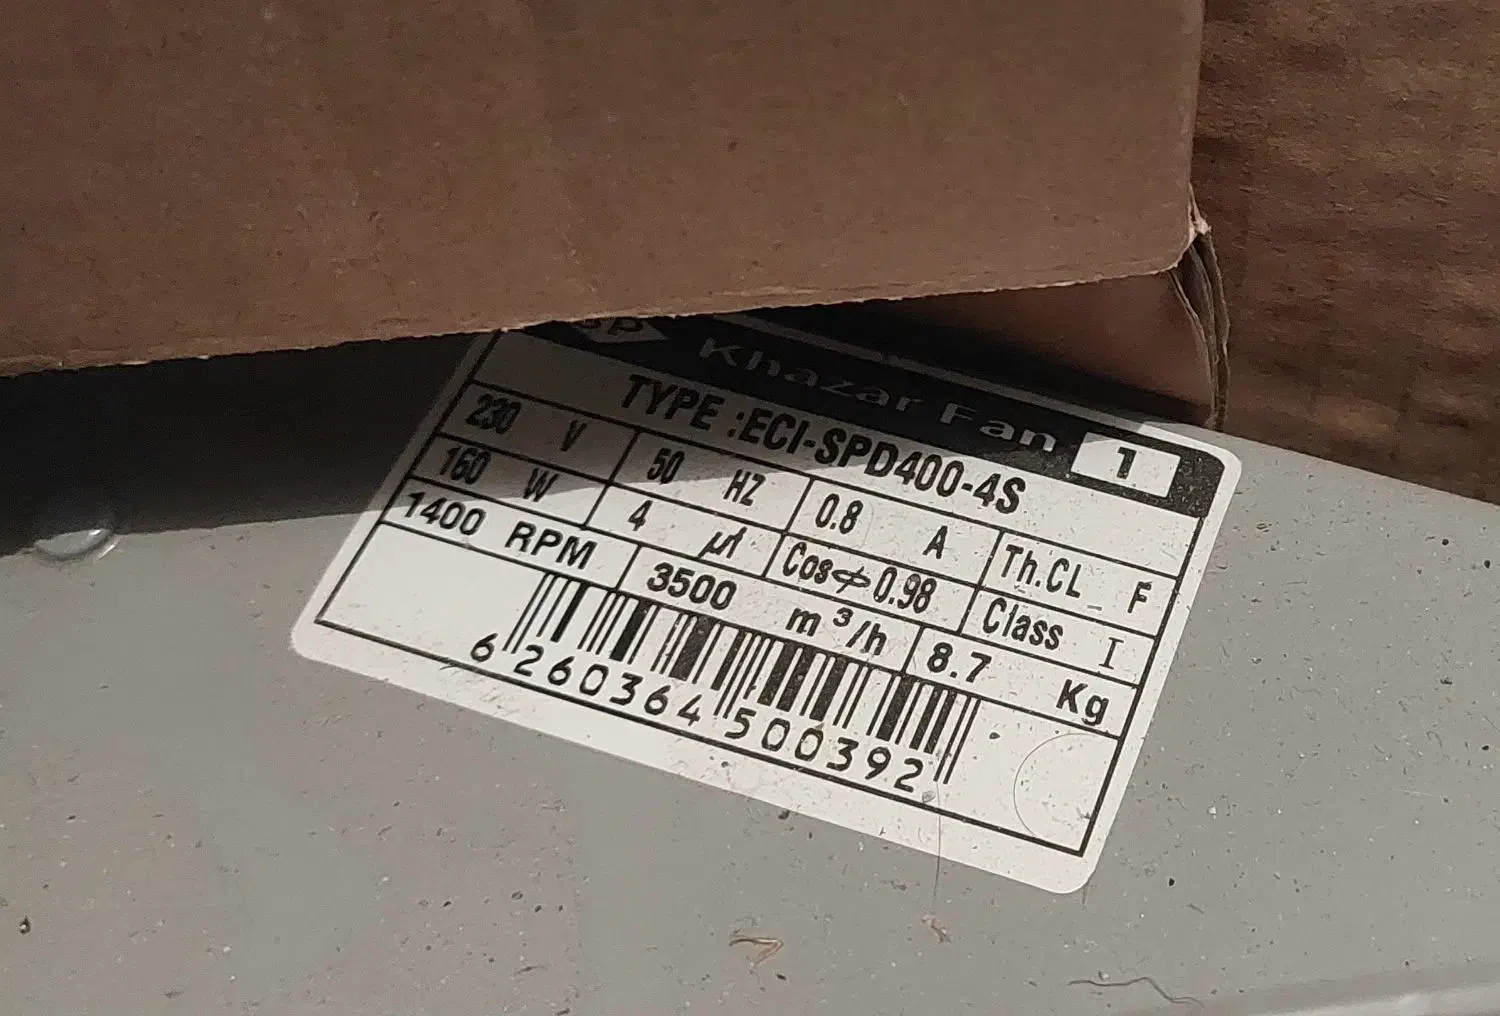 Khazar Fan 1
TYPE :ECI-SPD400-4S
230 V 50 HZ 0.8 A Th.CL F
160 W 4 µf Cosφ 0.98 Class I
1400 RPM 3500 m³/h 8.7 Kg
6 260364 500392